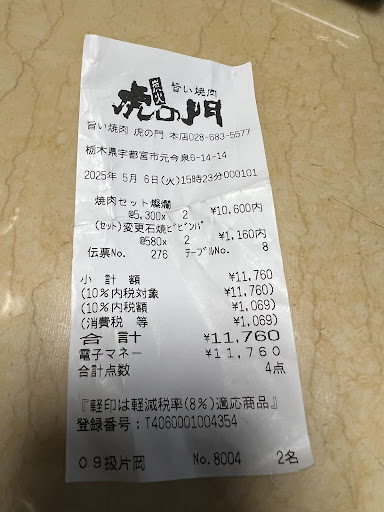 旨い焼肉
炭火
虎の門
旨い焼肉 虎の門 本店028-683-5577
栃木県宇都宮市元今泉6-14-14
2025年 5月 6日(火)15時23分000101
焼肉セット燦爛
@5,300x 2 ¥10,600内
(ｾｯﾄ)変更石焼ﾋﾞﾋﾞﾝﾊﾞ
@580x 2 ¥1,160内
伝票No. 276 ﾃｰﾌﾞﾙNo. 8
小 計 額 ¥11,760
(10%内税対象 ¥11,760)
(10%内税額 ¥1,069)
(消費税 等 ¥1,069)
合計 ¥11,760
電子マネー ¥11,760
合計点数 4点
『軽印は軽減税率(8%)適応商品』
登録番号:T4060001004354
09扱片岡 No.8004 2名